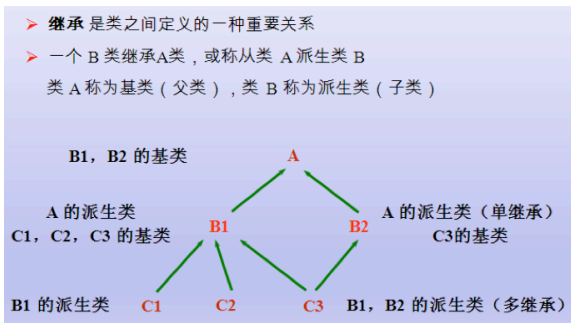 继承 是类之间定义的一种重要关系
一个 B 类继承A类，或称从类 A 派生类 B
类 A 称为基类（父类），类 B 称为派生类（子类）
B1，B2 的基类 A
A 的派生类 B1 B2 A 的派生类（单继承）
C1，C2，C3 的基类 C3的基类
B1 的派生类 C1 C2 C3 B1，B2 的派生类（多继承）